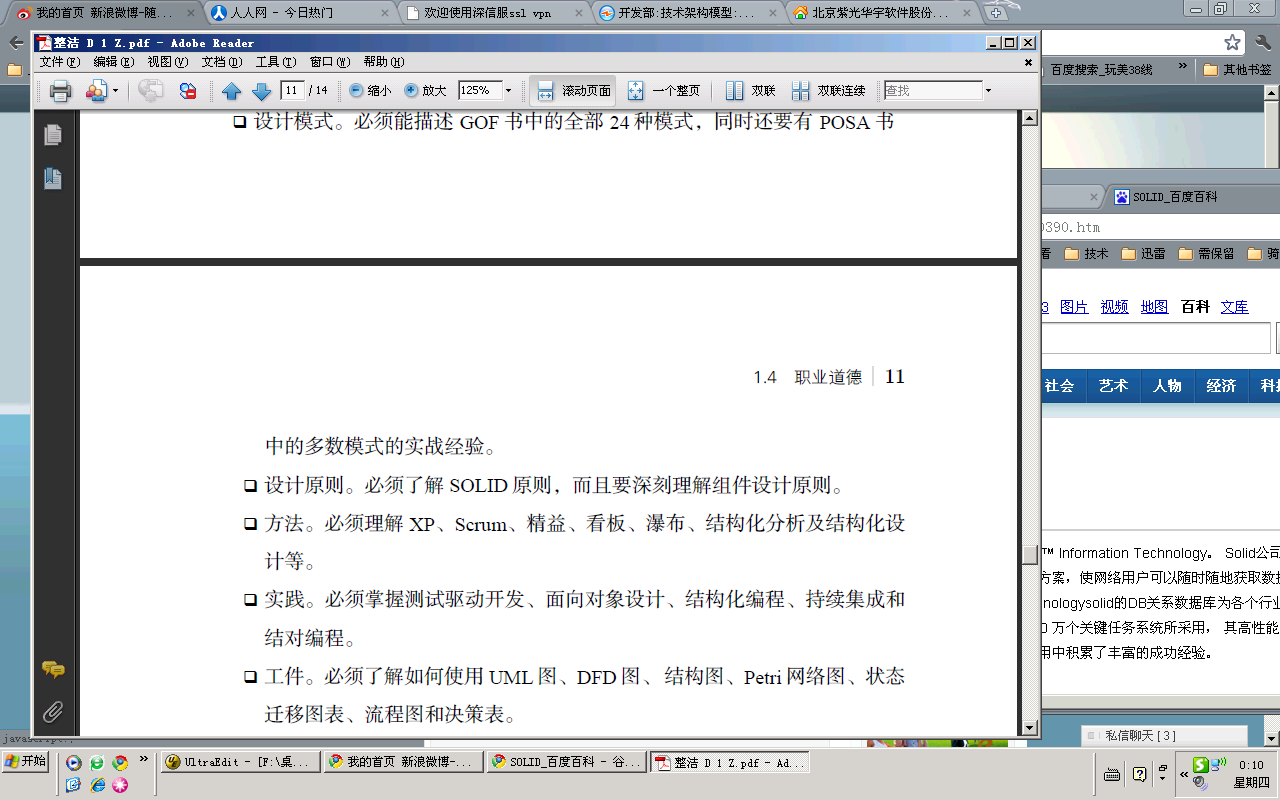 我的首页 新浪微博-随...
人人网 - 今日热门
欢迎使用深信服ssl vpn
开发部:技术架构模型:...
北京紫光华宇软件股份...
整洁 D 1 Z.pdf - Adobe Reader
文件(F) 编辑(E) 视图(V) 文档(D) 工具(T) 窗口(W) 帮助(H)
11 / 14 缩小 放大 125% 滚动页面 一个整页 双联 双联连续 查找
百度搜索_玩美38线 » 其他书签
设计模式。必须能描述 GOF 书中的全部 24 种模式，同时还要有 POSA 书
1.4 职业道德 11
中的多数模式的实战经验。
设计原则。必须了解 SOLID 原则，而且要深刻理解组件设计原则。
方法。必须理解 XP、Scrum、精益、看板、瀑布、结构化分析及结构化设
计等。
实践。必须掌握测试驱动开发、面向对象设计、结构化编程、持续集成和
结对编程。
工件。必须了解如何使用 UML 图、DFD 图、结构图、Petri 网络图、状态
迁移图表、流程图和决策表。
SOLID_百度百科
0390.htm
技术 迅雷 需保留 骑
3 图片 视频 地图 百科 文库
社会 艺术 人物 经济 科
™ Information Technology。 Solid公司
方案，使网络用户可以随时随地获取数据
nologysolid的DB关系数据库为各个行业
0 万个关键任务系统所采用， 其高性能
用中积累了丰富的成功经验。
私信聊天 [3]
开始
»
UltraEdit - [F:\桌...
我的首页 新浪微博-...
SOLID_百度百科 - 谷...
整洁 D 1 Z.pdf - Ad...
«
0:10
星期四